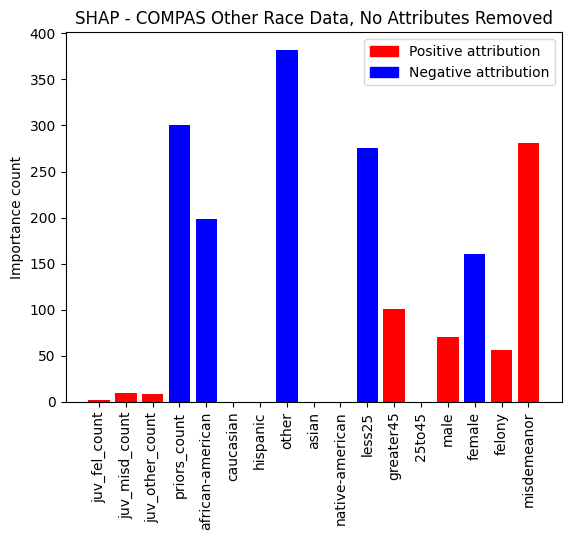 SHAP - COMPAS Other Race Data, No Attributes Removed
Positive attribution
Negative attribution
Importance count
400
350
300
250
200
150
100
50
0
juv_fel_count
juv_misd_count
juv_other_count
priors_count
african-american
caucasian
hispanic
other
asian
native-american
less25
greater45
25to45
male
female
felony
misdemeanor